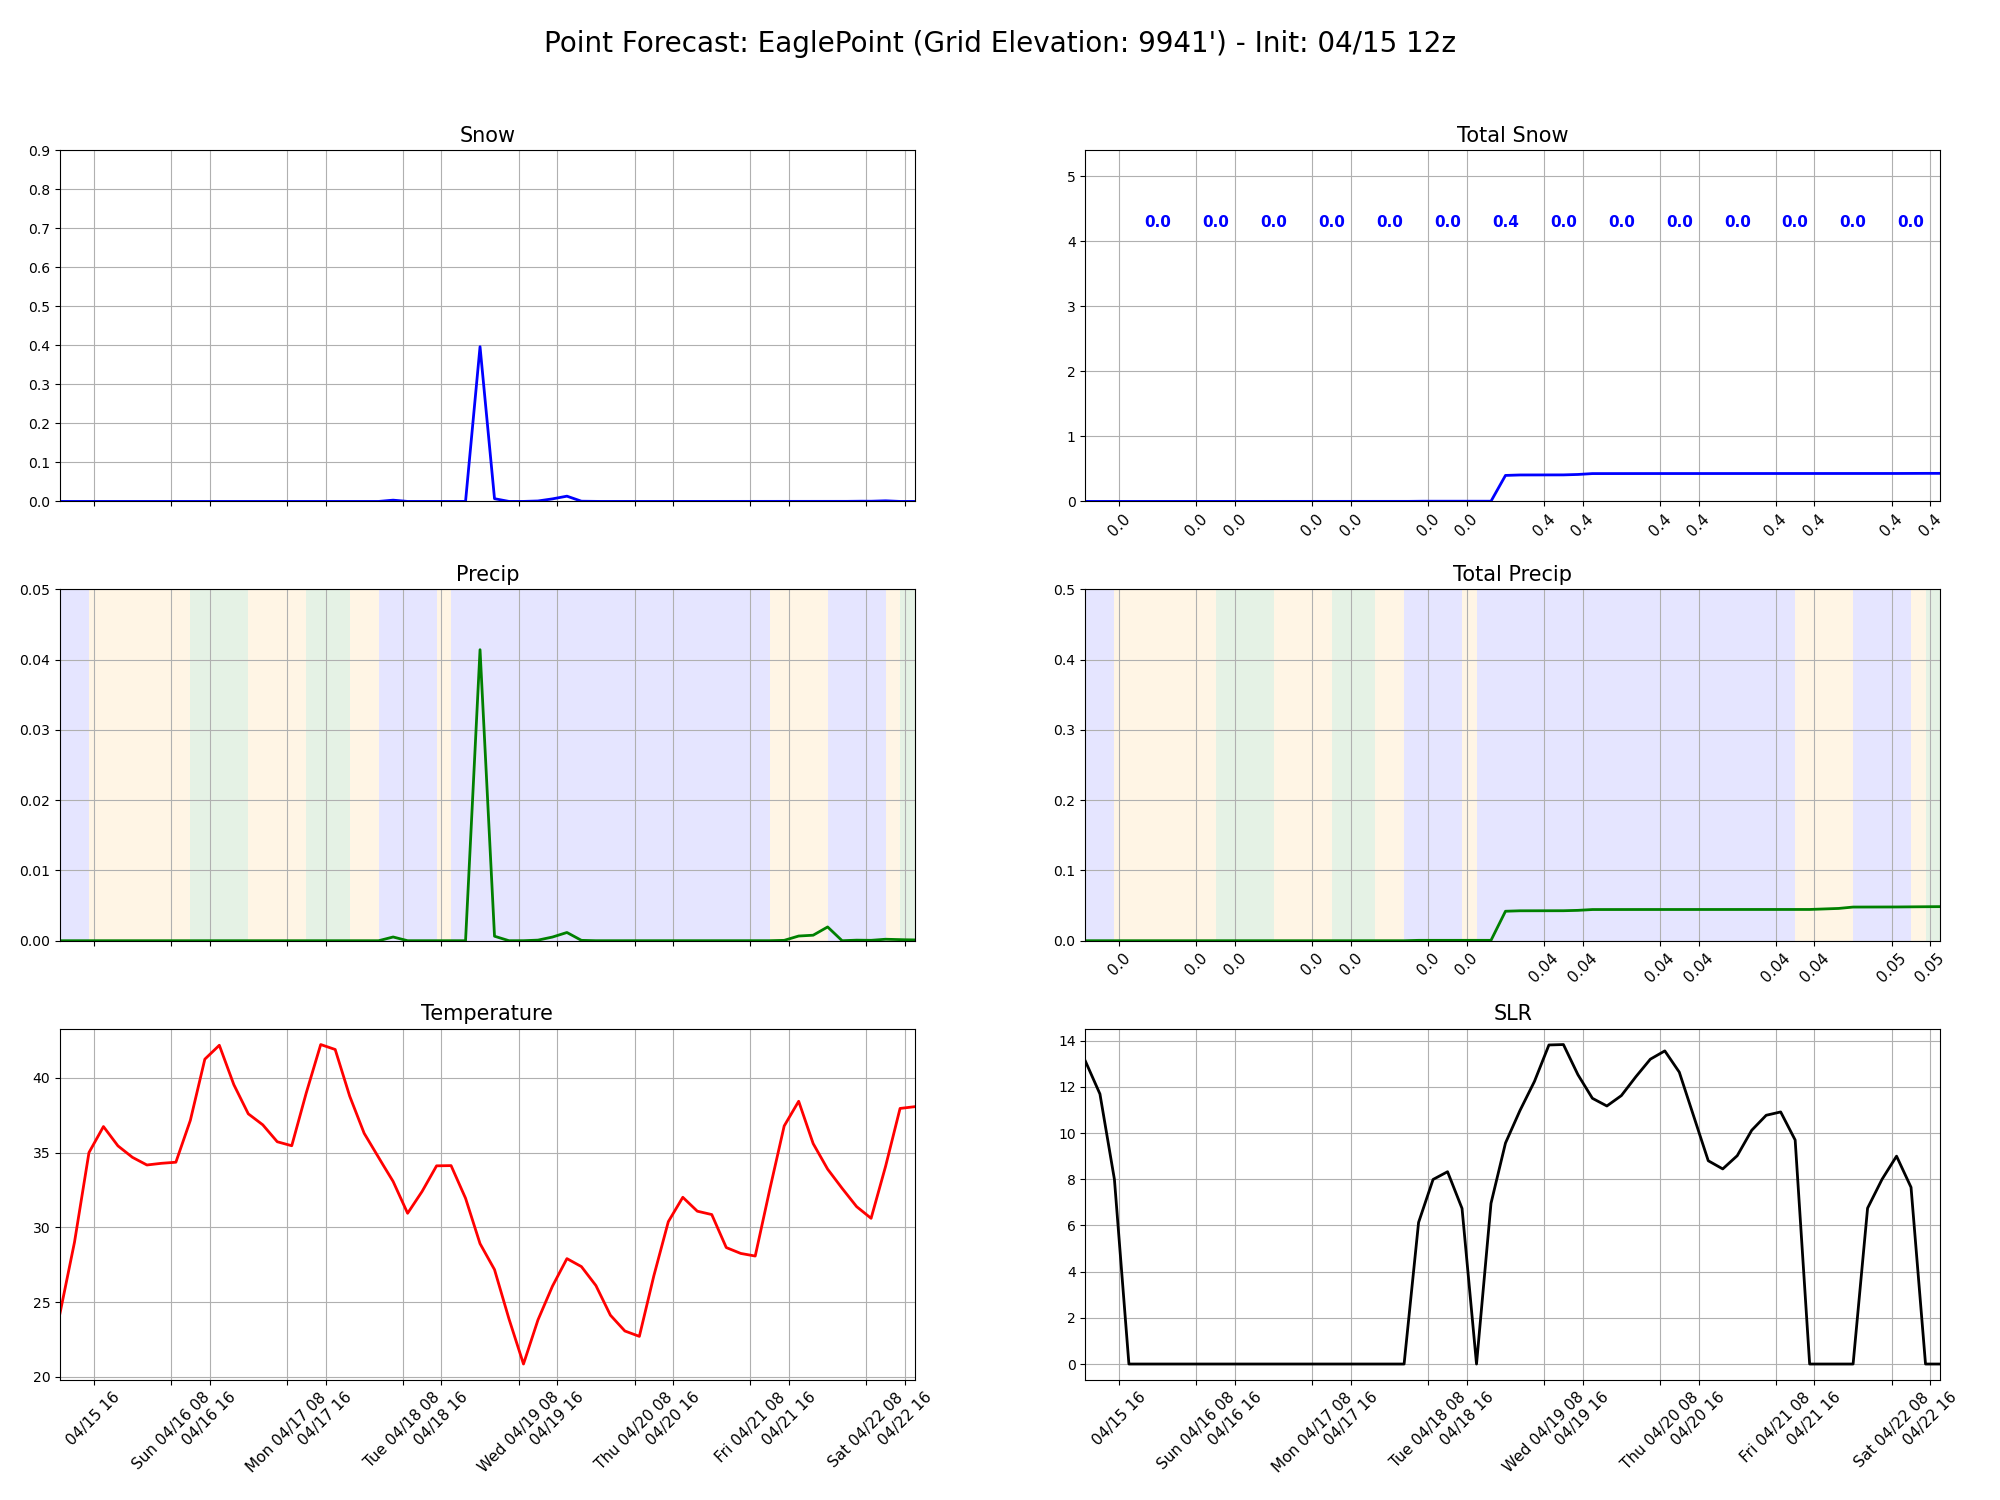 Point Forecast: EaglePoint (Grid Elevation: 9941') - Init: 04/15 12z
Snow
0.9
0.8
0.7
0.6
0.5
0.4
0.3
0.2
0.1
0.0
Total Snow
5
4
3
2
1
0
0.0 0.0 0.0 0.0 0.0 0.0 0.4 0.0 0.0 0.0 0.0 0.0 0.0 0.0
0.0 0.0 0.0 0.0 0.0 0.0 0.0 0.4 0.4 0.4 0.4 0.4 0.4 0.4 0.4
Precip
0.05
0.04
0.03
0.02
0.01
0.00
Total Precip
0.5
0.4
0.3
0.2
0.1
0.0
0.0 0.0 0.0 0.0 0.0 0.0 0.0 0.04 0.04 0.04 0.04 0.04 0.04 0.05 0.05
Temperature
40
35
30
25
20
04/15 16
Sun 04/16 08
04/16 16
Mon 04/17 08
04/17 16
Tue 04/18 08
04/18 16
Wed 04/19 08
04/19 16
Thu 04/20 08
04/20 16
Fri 04/21 08
04/21 16
Sat 04/22 08
04/22 16
SLR
14
12
10
8
6
4
2
0
04/15 16
Sun 04/16 08
04/16 16
Mon 04/17 08
04/17 16
Tue 04/18 08
04/18 16
Wed 04/19 08
04/19 16
Thu 04/20 08
04/20 16
Fri 04/21 08
04/21 16
Sat 04/22 08
04/22 16